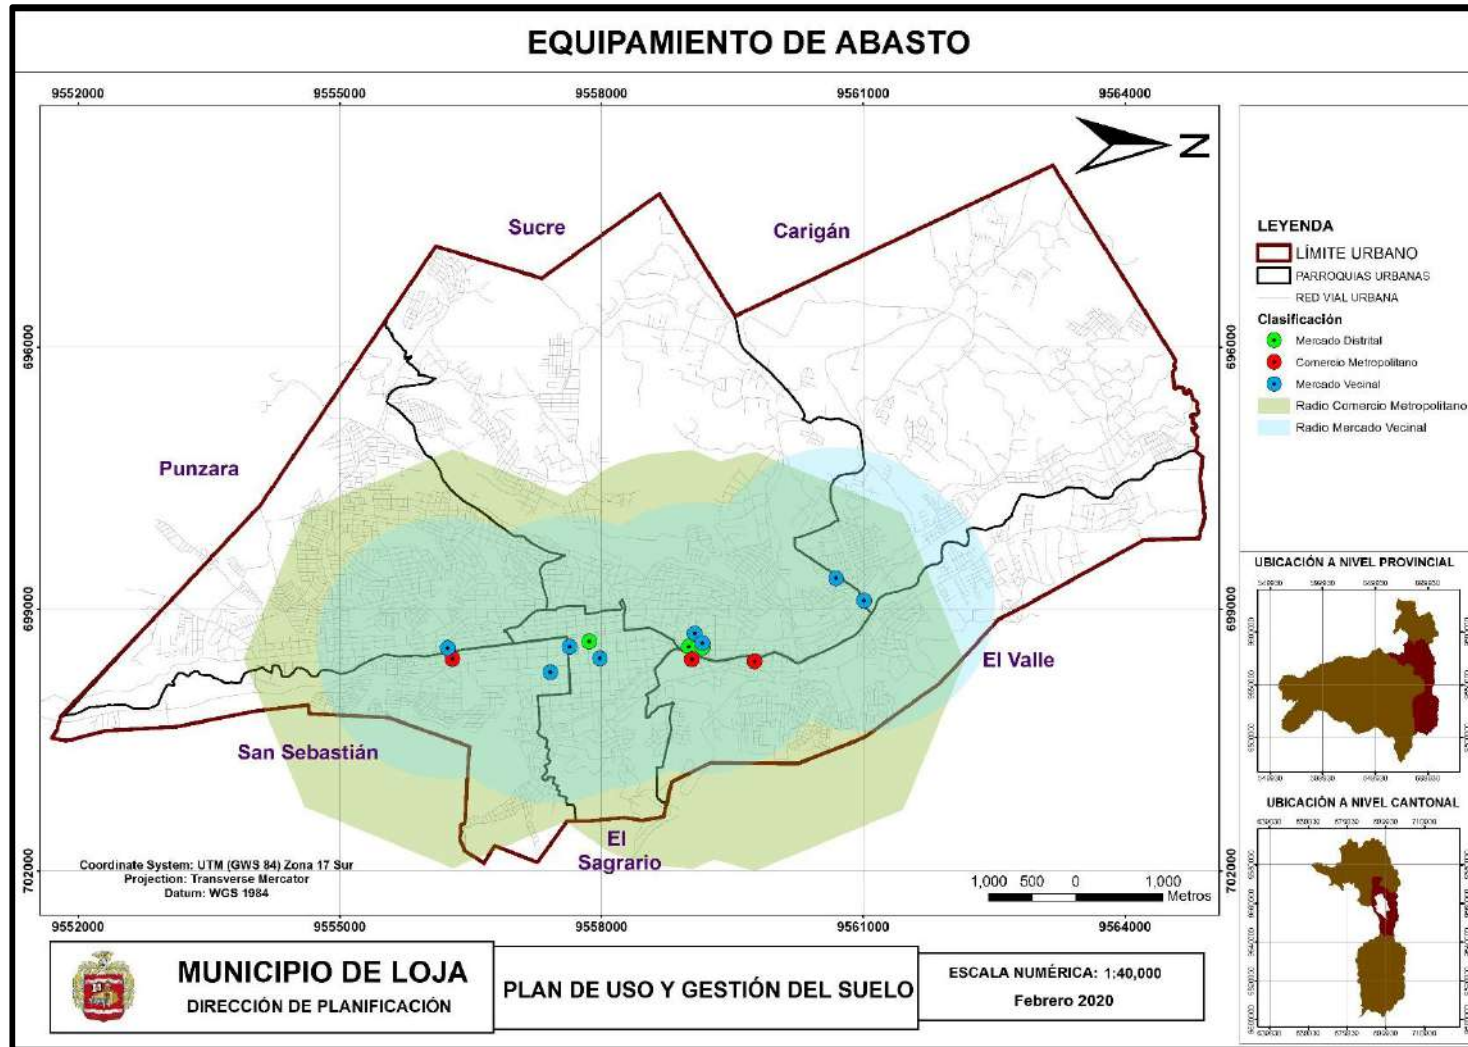 EQUIPAMIENTO DE ABASTO
9552000
9555000
9558000
9561000
9564000
N
Sucre
Carigán
696000
696000
Punzara
699000
699000
El Valle
San Sebastián
El
Sagrario
702000
702000
Coordinate System: UTM (GWS 84) Zona 17 Sur
Projection: Transverse Mercator
Datum: WGS 1984
1,000 500 0 1,000
Metros
9552000
9555000
9558000
9561000
9564000
LEYENDA
LÍMITE URBANO
PARROQUIAS URBANAS
RED VIAL URBANA
Clasificación
Mercado Distrital
Comercio Metropolitano
Mercado Vecinal
Radio Comercio Metropolitano
Radio Mercado Vecinal
UBICACIÓN A NIVEL PROVINCIAL
UBICACIÓN A NIVEL CANTONAL
MUNICIPIO DE LOJA
DIRECCIÓN DE PLANIFICACIÓN
PLAN DE USO Y GESTIÓN DEL SUELO
ESCALA NUMÉRICA: 1:40,000
Febrero 2020